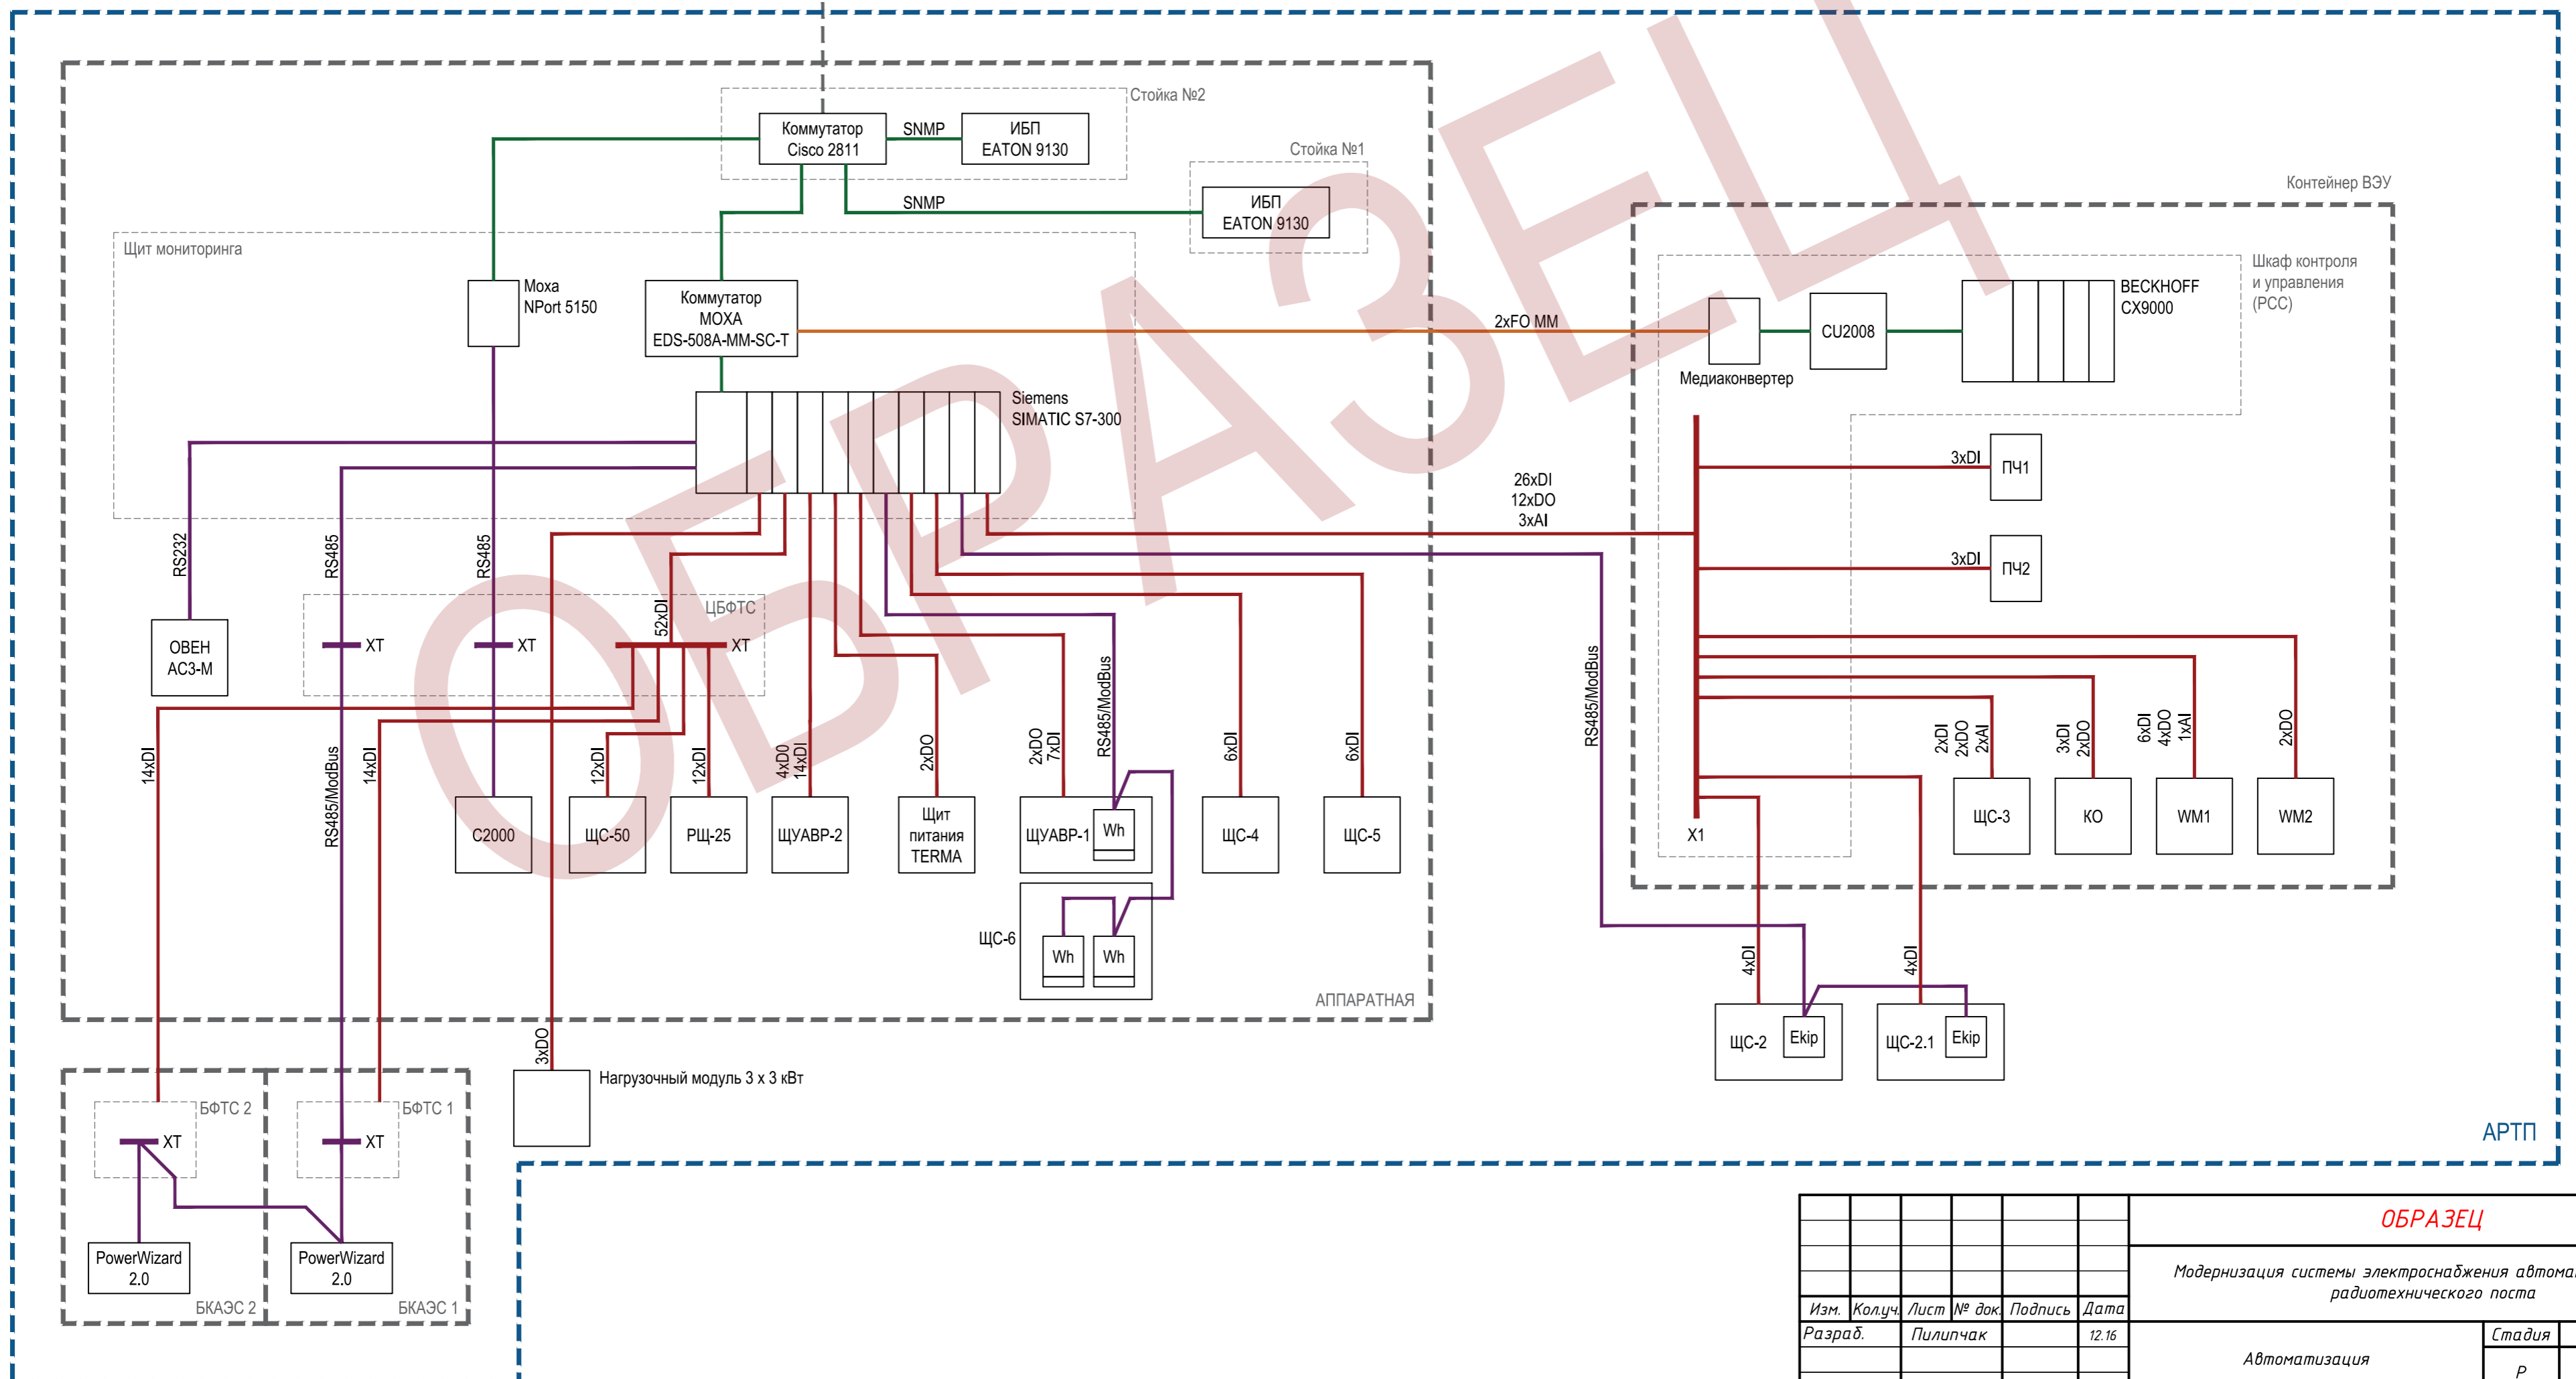 Стойка №2
Коммутатор
Cisco 2811
SNMP
ИБП
EATON 9130
Стойка №1
SNMP
ИБП
EATON 9130
Контейнер ВЭУ
Щит мониторинга
Moxa
NPort 5150
Коммутатор
MOXA
EDS-508A-MM-SC-T
2xFO MM
Медиаконвертер
CU2008
BECKHOFF
CX9000
Шкаф контроля
и управления
(PCC)
Siemens
SIMATIC S7-300
26xDI
12xDO
3xAI
3xDI
ПЧ1
3xDI
ПЧ2
RS232
RS485
RS485
ЦБФТС
52xDI
ОВЕН
АС3-М
XT
XT
XT
RS485/ModBus
RS485/ModBus
14xDI
RS485/ModBus
14xDI
12xDI
12xDI
4xD0
14xDI
2xDO
2xDO
7xDI
6xDI
6xDI
2xDI
2xDO
2xAI
3xDI
2xDO
6xDI
4xDO
1xAI
2xDO
С2000
ЩС-50
РЩ-25
ЩУАВР-2
Щит
питания
TERMA
ЩУАВР-1
Wh
ЩС-4
ЩС-5
X1
ЩС-3
КО
WM1
WM2
ЩС-6
Wh
Wh
АППАРАТНАЯ
4xDI
4xDI
ЩС-2
Ekip
ЩС-2.1
Ekip
3xDO
Нагрузочный модуль 3 х 3 кВт
БФТС 2
XT
БФТС 1
XT
PowerWizard
2.0
PowerWizard
2.0
БКАЭС 2
БКАЭС 1
АРТП
ОБРАЗЕЦ
ОБРАЗЕЦ
Модернизация системы электроснабжения
радиотехнического поста
Изм.
Кол.уч.
Лист
№ док.
Подпись
Дата
Разраб.
Пилипчак
12.16
Автоматизация
Стадия
Р